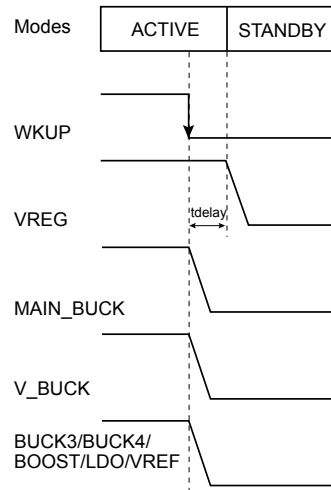 Modes ACTIVE STANDBY
WKUP
VREG
tdelay
MAIN_BUCK
V_BUCK
BUCK3/BUCK4/
BOOST/LDO/VREF